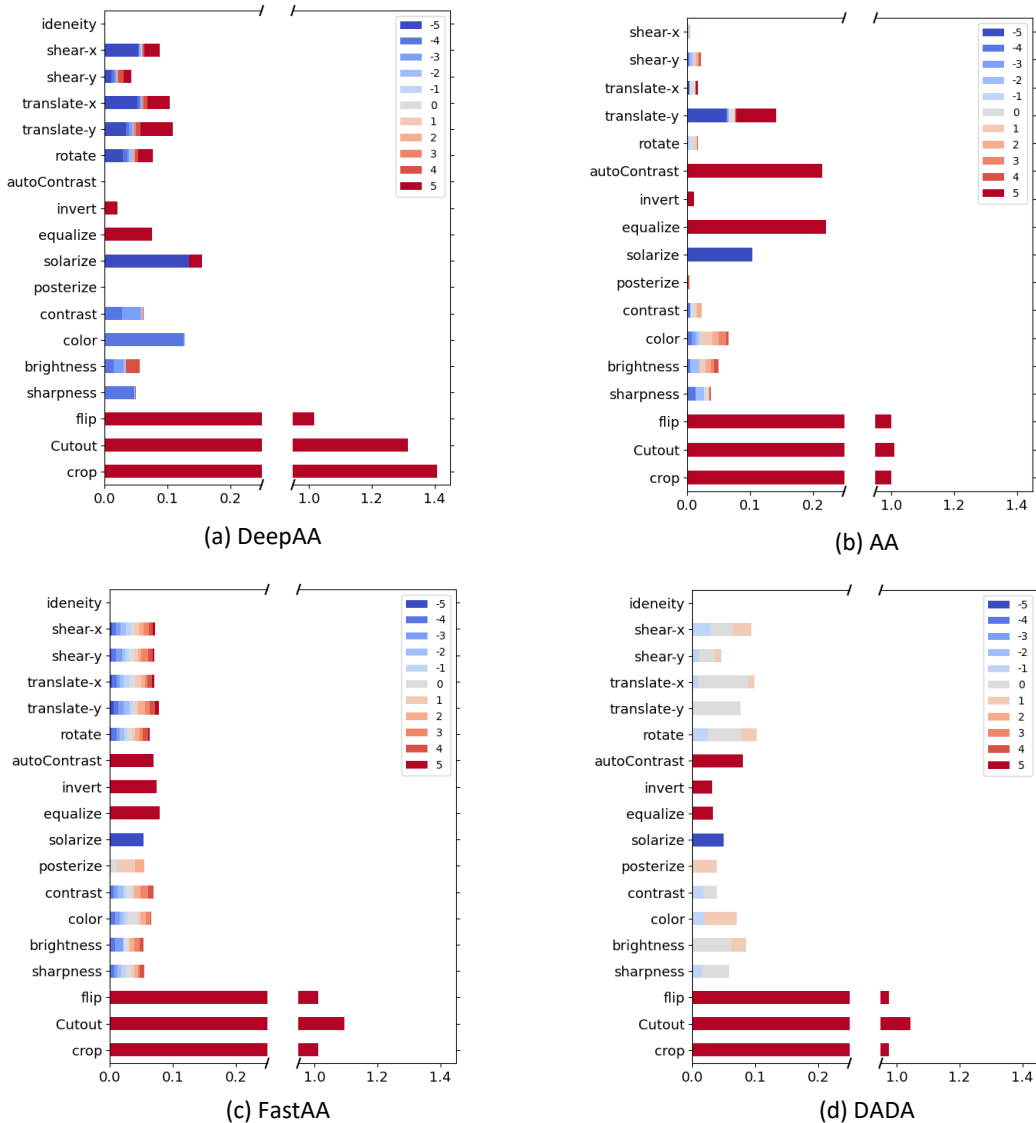 ideneity
shear-x
shear-y
translate-x
translate-y
rotate
autoContrast
invert
equalize
solarize
posterize
contrast
color
brightness
sharpness
flip
Cutout
crop
0.0 0.1 0.2 1.0 1.2 1.4
-5
-4
-3
-2
-1
0
1
2
3
4
5
(a) DeepAA
shear-x
shear-y
translate-x
translate-y
rotate
autoContrast
invert
equalize
solarize
posterize
contrast
color
brightness
sharpness
flip
Cutout
crop
0.0 0.1 0.2 1.0 1.2 1.4
-5
-4
-3
-2
-1
0
1
2
3
4
5
(b) AA
ideneity
shear-x
shear-y
translate-x
translate-y
rotate
autoContrast
invert
equalize
solarize
posterize
contrast
color
brightness
sharpness
flip
Cutout
crop
0.0 0.1 0.2 1.0 1.2 1.4
-5
-4
-3
-2
-1
0
1
2
3
4
5
(c) FastAA
ideneity
shear-x
shear-y
translate-x
translate-y
rotate
autoContrast
invert
equalize
solarize
posterize
contrast
color
brightness
sharpness
flip
Cutout
crop
0.0 0.1 0.2 1.0 1.2 1.4
-5
-4
-3
-2
-1
0
1
2
3
4
5
(d) DADA